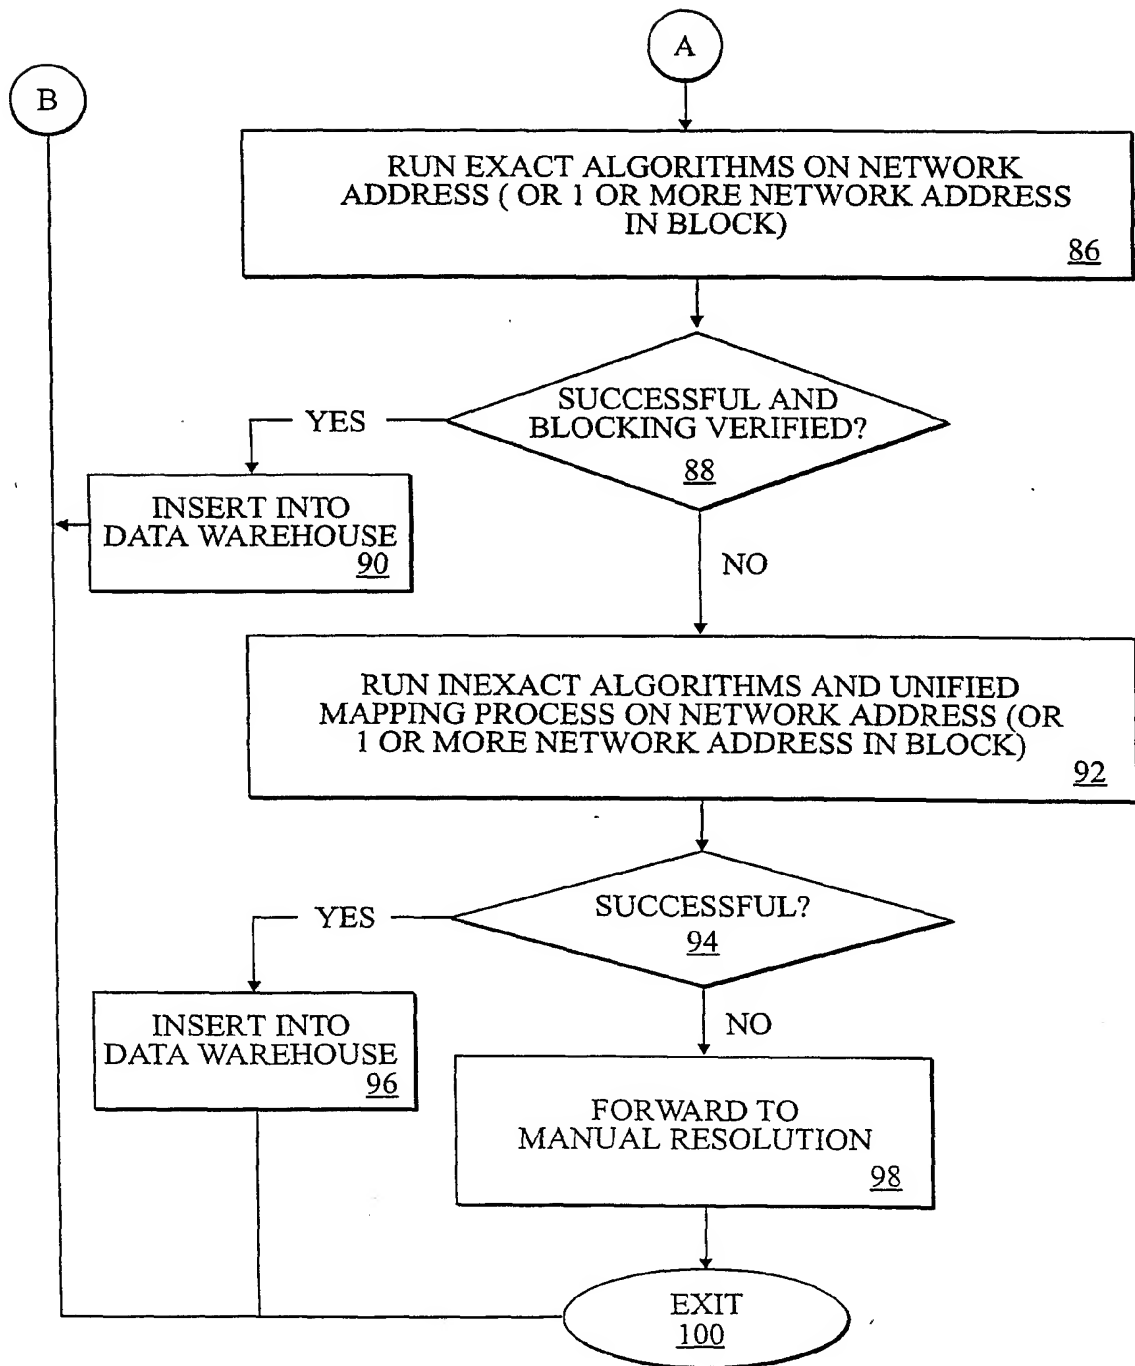 A
B
RUN EXACT ALGORITHMS ON NETWORK
ADDRESS ( OR 1 OR MORE NETWORK ADDRESS
IN BLOCK)
86
SUCCESSFUL AND
BLOCKING VERIFIED?
88
YES
INSERT INTO
DATA WAREHOUSE
90
NO
RUN INEXACT ALGORITHMS AND UNIFIED
MAPPING PROCESS ON NETWORK ADDRESS (OR
1 OR MORE NETWORK ADDRESS IN BLOCK)
92
SUCCESSFUL?
94
YES
INSERT INTO
DATA WAREHOUSE
96
NO
FORWARD TO
MANUAL RESOLUTION
98
EXIT
100